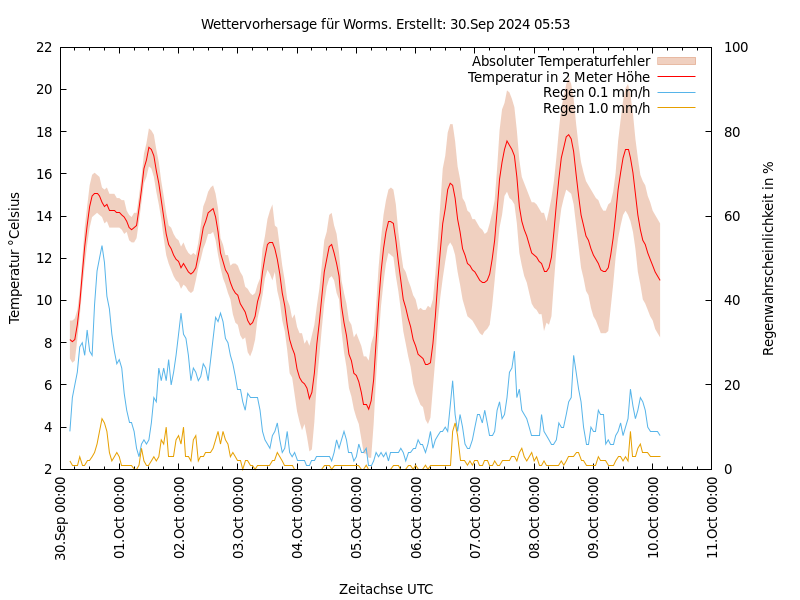 Wettervorhersage für Worms. Erstellt: 30.Sep 2024 05:53
Absoluter Temperaturfehler
Temperatur in 2 Meter Höhe
Regen 0.1 mm/h
Regen 1.0 mm/h
Temperatur °Celsius
22
20
18
16
14
12
10
8
6
4
2
100
80
60
40
20
0
Regenwahrscheinlichkeit in %
30.Sep 00:00
01.Oct 00:00
02.Oct 00:00
03.Oct 00:00
04.Oct 00:00
05.Oct 00:00
06.Oct 00:00
07.Oct 00:00
08.Oct 00:00
09.Oct 00:00
10.Oct 00:00
11.Oct 00:00
Zeitachse UTC